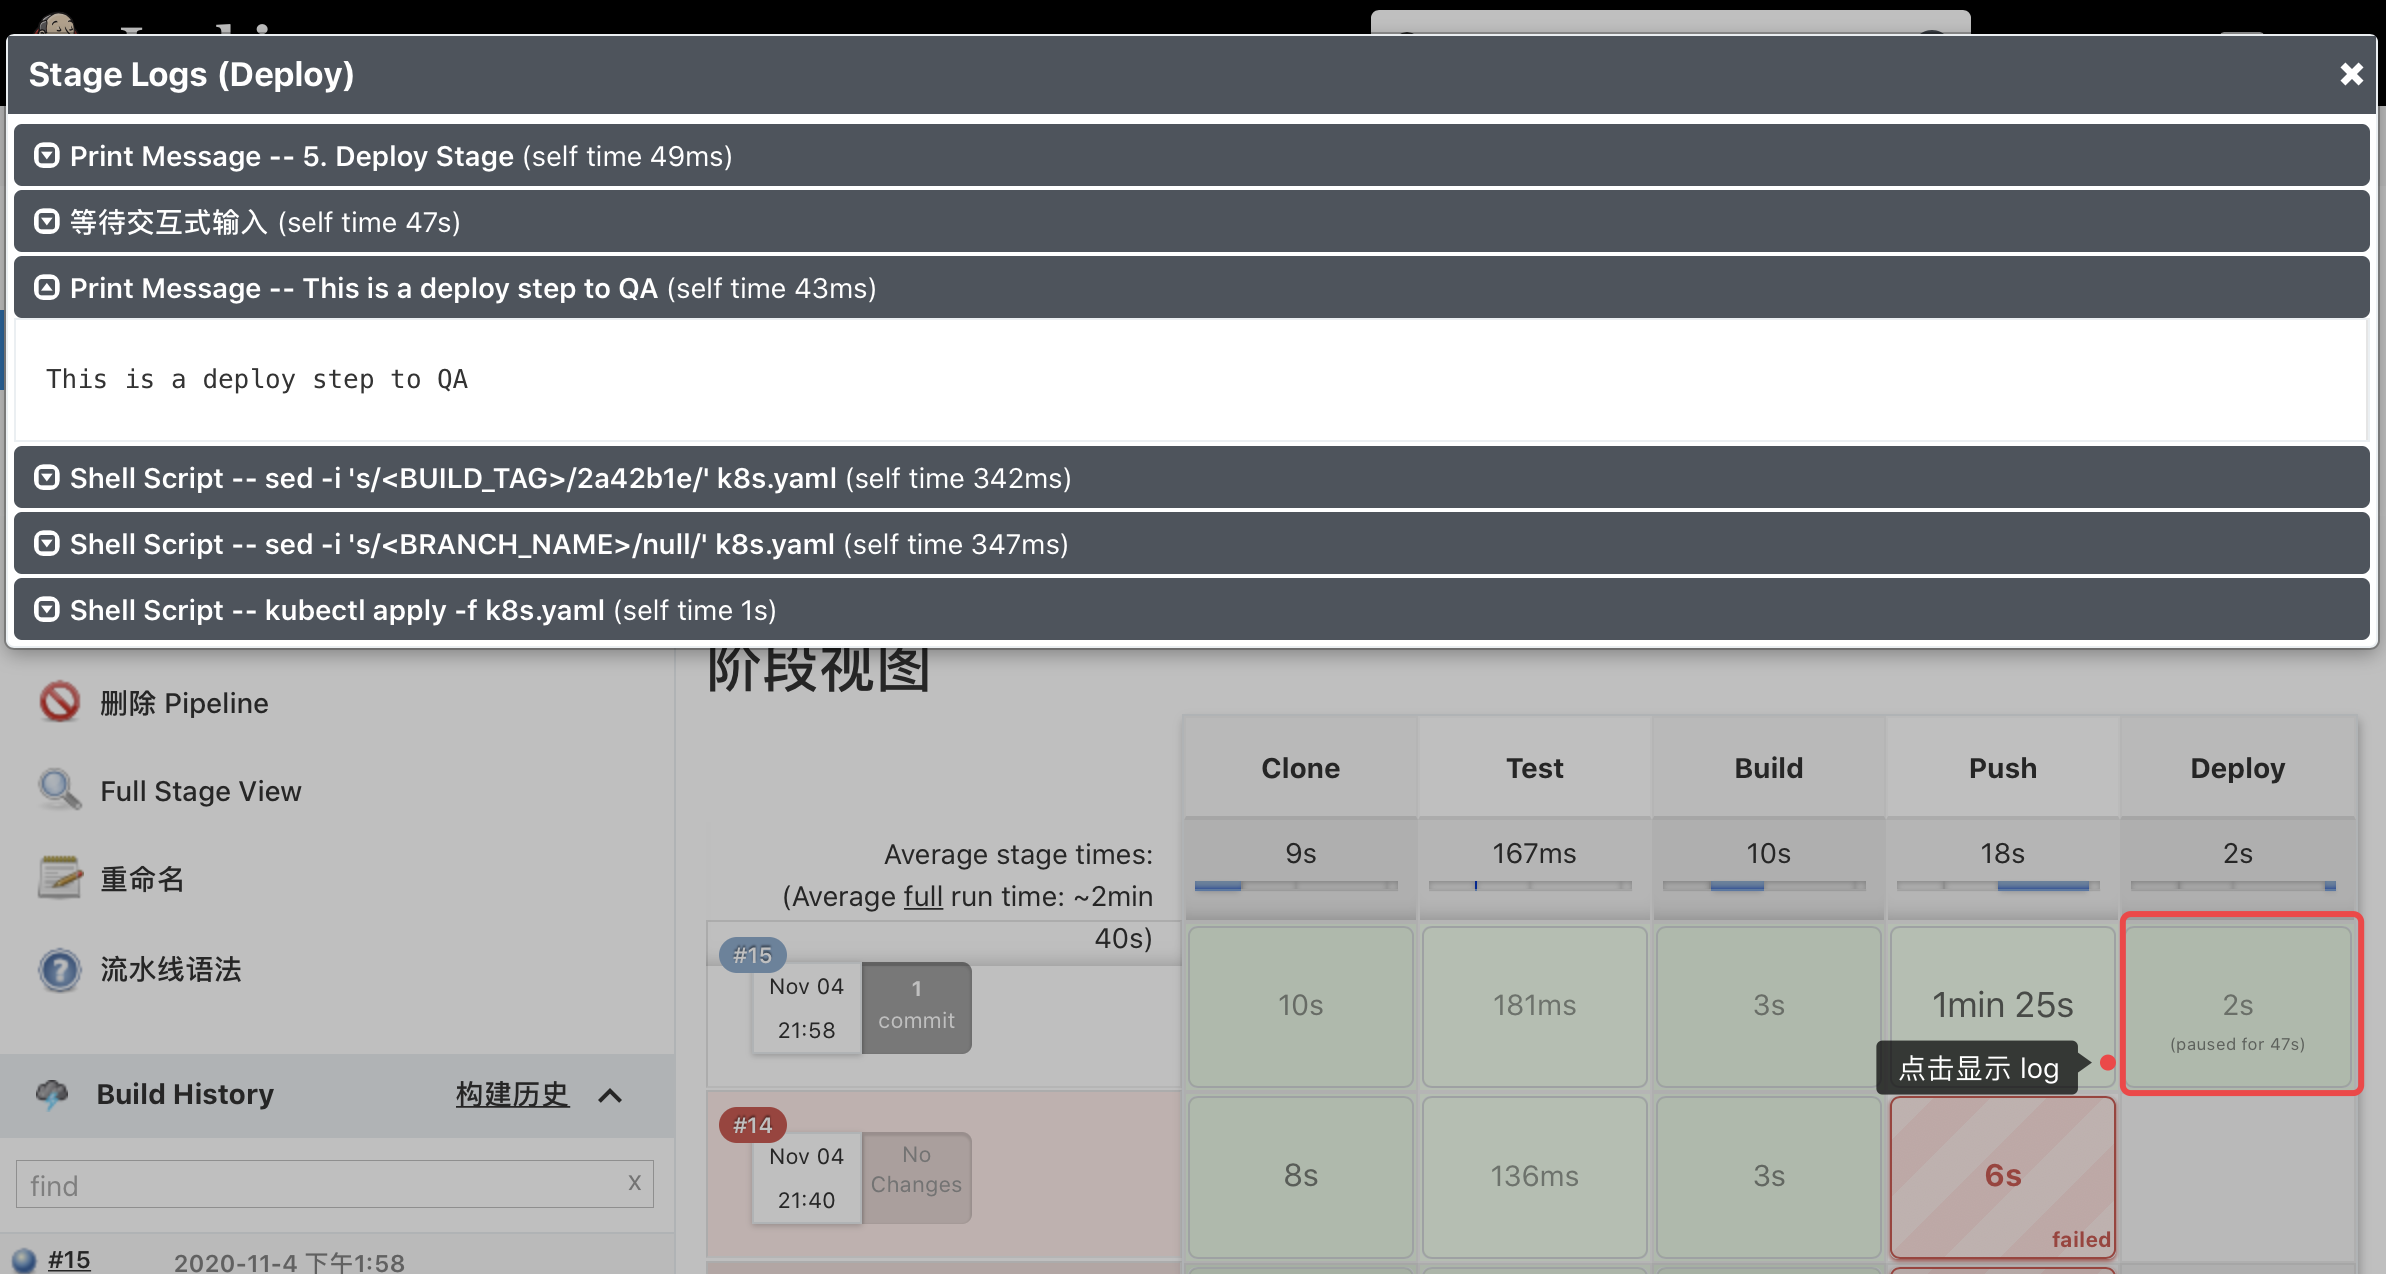 Stage Logs (Deploy)
Print Message -- 5. Deploy Stage (self time 49ms)
等待交互式输入 (self time 47s)
Print Message -- This is a deploy step to QA (self time 43ms)
This is a deploy step to QA
Shell Script -- sed -i 's/<BUILD_TAG>/2a42b1e/' k8s.yaml (self time 342ms)
Shell Script -- sed -i 's/<BRANCH_NAME>/null/' k8s.yaml (self time 347ms)
Shell Script -- kubectl apply -f k8s.yaml (self time 1s)
删除 Pipeline
Full Stage View
重命名
流水线语法
Build History 构建历史
find x
#15 2020-11-4 下午1:58
阶段视图
Clone Test Build Push Deploy
Average stage times: 9s 167ms 10s 18s 2s
(Average full run time: ~2min
40s)
#15
Nov 04
21:58
1
commit
10s 181ms 3s 1min 25s 2s
(paused for 47s)
点击显示 log
#14
Nov 04
21:40
No
Changes
8s 136ms 3s 6s
failed